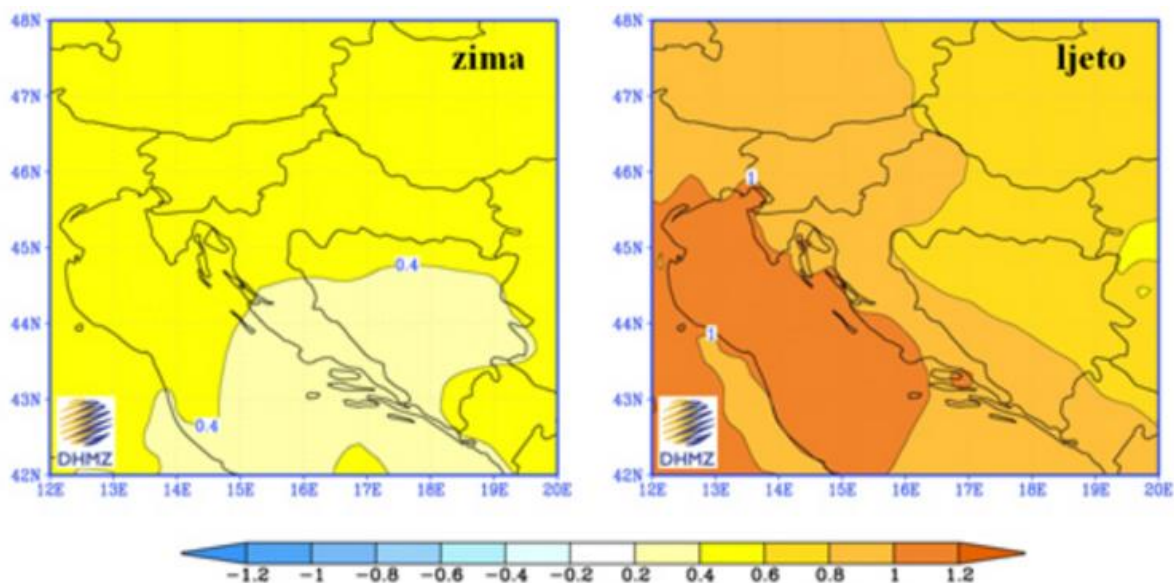 48N
zima
47N
46N
45N
0.4
44N
0.4
43N
DHMZ
42N
12E 13E 14E 15E 16E 17E 18E 19E 20E
48N
ljeto
47N
46N
1
45N
44N
1
43N
DHMZ
42N
12E 13E 14E 15E 16E 17E 18E 19E 20E
-1.2 -1 -0.8 -0.6 -0.4 -0.2 0.2 0.4 0.6 0.8 1 1.2